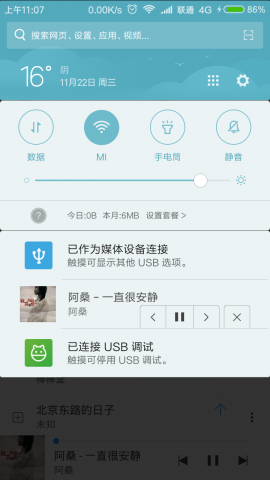 上午11:07 0.00K/s 联通 4G 86%
搜索网页、设置、应用、视频...
16° 阴
11月22日 周三
数据 MI 手电筒 静音
今日:0B 本月:6MB 设置套餐 >
已作为媒体设备连接
触摸可显示其他 USB 选项。
阿桑 - 一直很安静
阿桑
已连接 USB 调试
触摸可停用 USB 调试。
北京东路的日子
未知
阿桑 - 一直很安静
阿桑